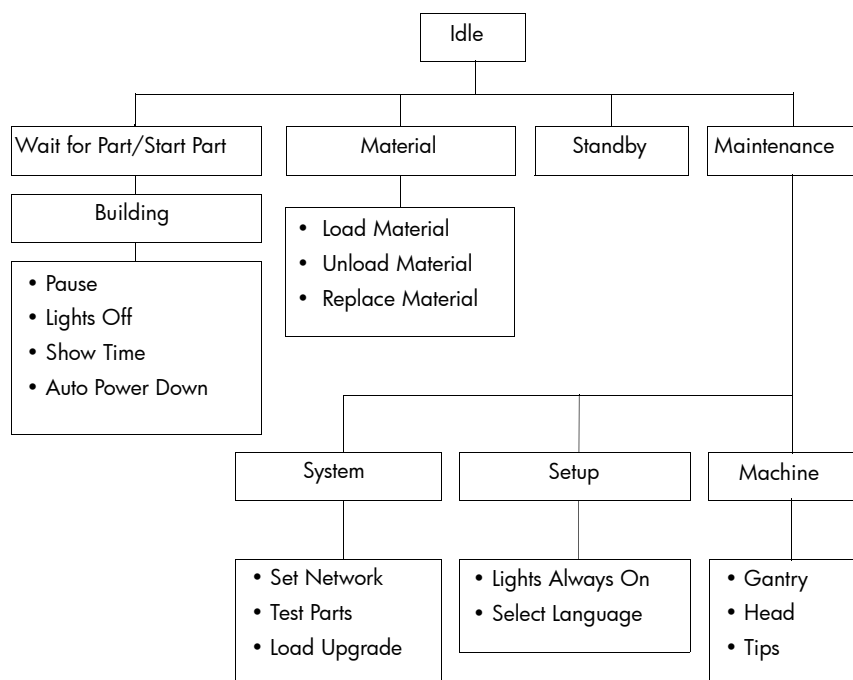 Idle
Wait for Part/Start Part
Material
Standby
Maintenance
Building
• Pause
• Lights Off
• Show Time
• Auto Power Down
• Load Material
• Unload Material
• Replace Material
System
Setup
Machine
• Set Network
• Test Parts
• Load Upgrade
• Lights Always On
• Select Language
• Gantry
• Head
• Tips